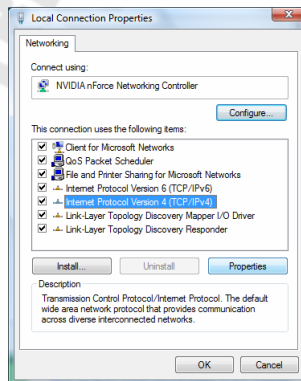 Local Connection Properties
Networking
Connect using:
NVIDIA nForce Networking Controller
Configure...
This connection uses the following items:
Client for Microsoft Networks
QoS Packet Scheduler
File and Printer Sharing for Microsoft Networks
Internet Protocol Version 6 (TCP/IPv6)
Internet Protocol Version 4 (TCP/IPv4)
Link-Layer Topology Discovery Mapper I/O Driver
Link-Layer Topology Discovery Responder
Install... Uninstall Properties
Description
Transmission Control Protocol/Internet Protocol. The default
wide area network protocol that provides communication
across diverse interconnected networks.
OK Cancel